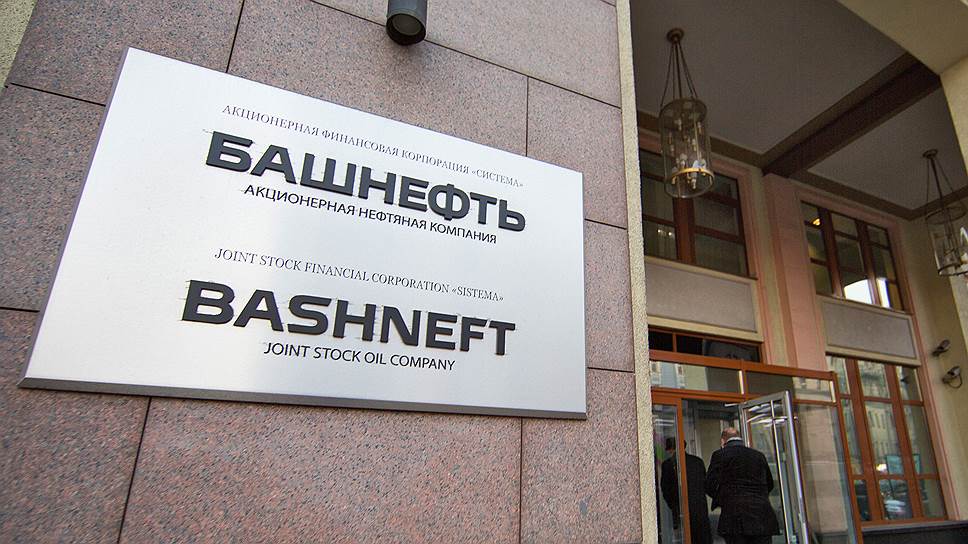 АКЦИОНЕРНАЯ ФИНАНСОВАЯ КОРПОРАЦИЯ «СИСТЕМА»
БАШНЕФТЬ
АКЦИОНЕРНАЯ НЕФТЯНАЯ КОМПАНИЯ
JOINT STOCK FINANCIAL CORPORATION «SISTEMA»
BASHNEFT
JOINT STOCK OIL COMPANY